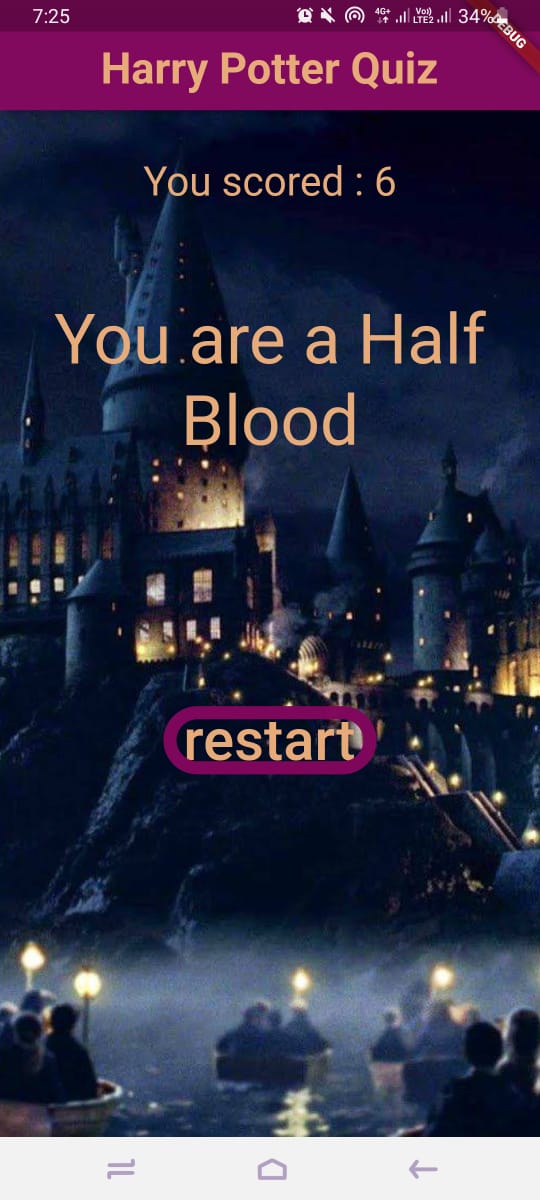 7:25
4G+ Vo) LTE2 34%
DEBUG
Harry Potter Quiz
You scored : 6
You are a Half
Blood
restart